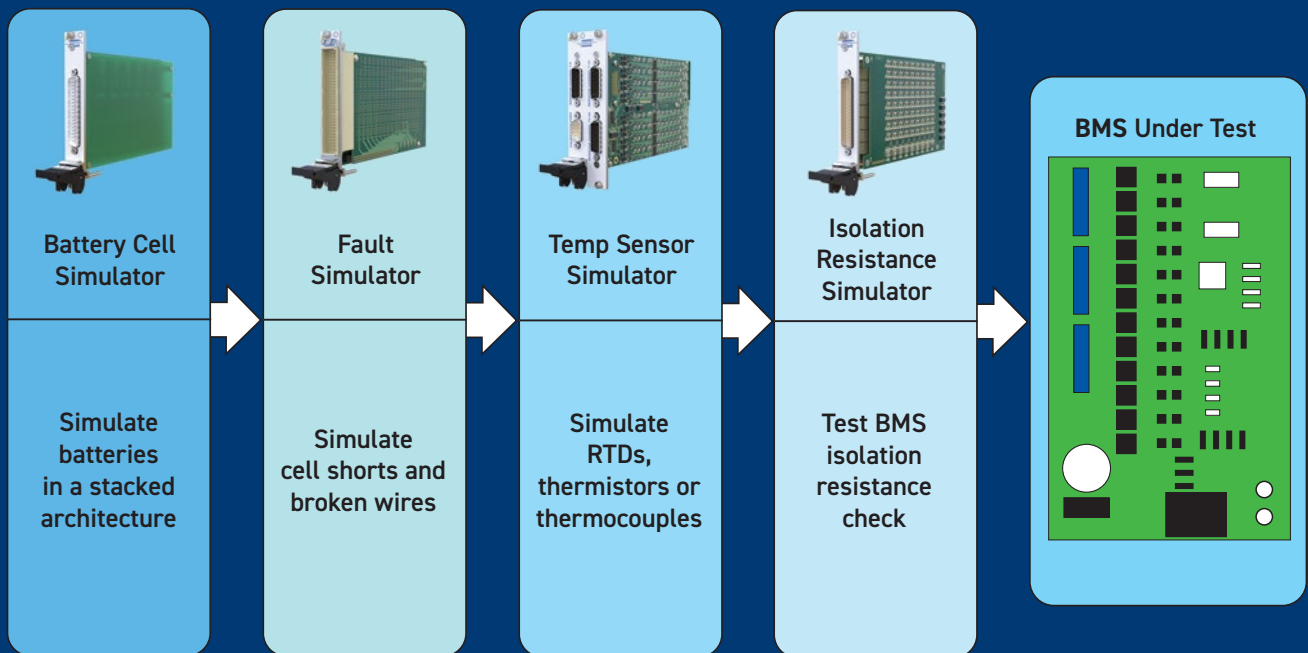 Battery Cell
Simulator
Simulate
batteries
in a stacked
architecture
Fault
Simulator
Simulate
cell shorts and
broken wires
Temp Sensor
Simulator
Simulate
RTDs,
thermistors or
thermocouples
Isolation
Resistance
Simulator
Test BMS
isolation
resistance
check
BMS Under Test